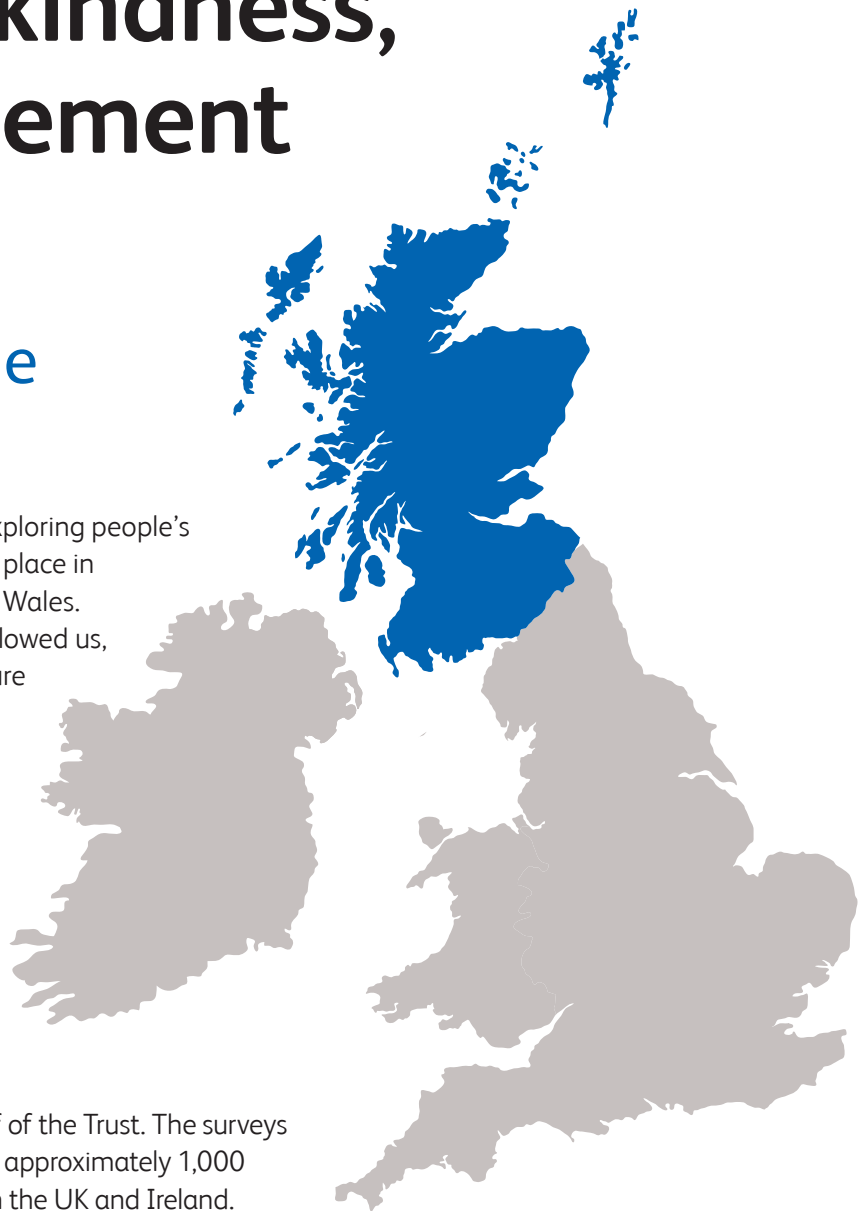 kindness,
ement
e
xploring people's
place in
Wales.
lowed us,
are
of the Trust. The surveys
approximately 1,000
the UK and Ireland.